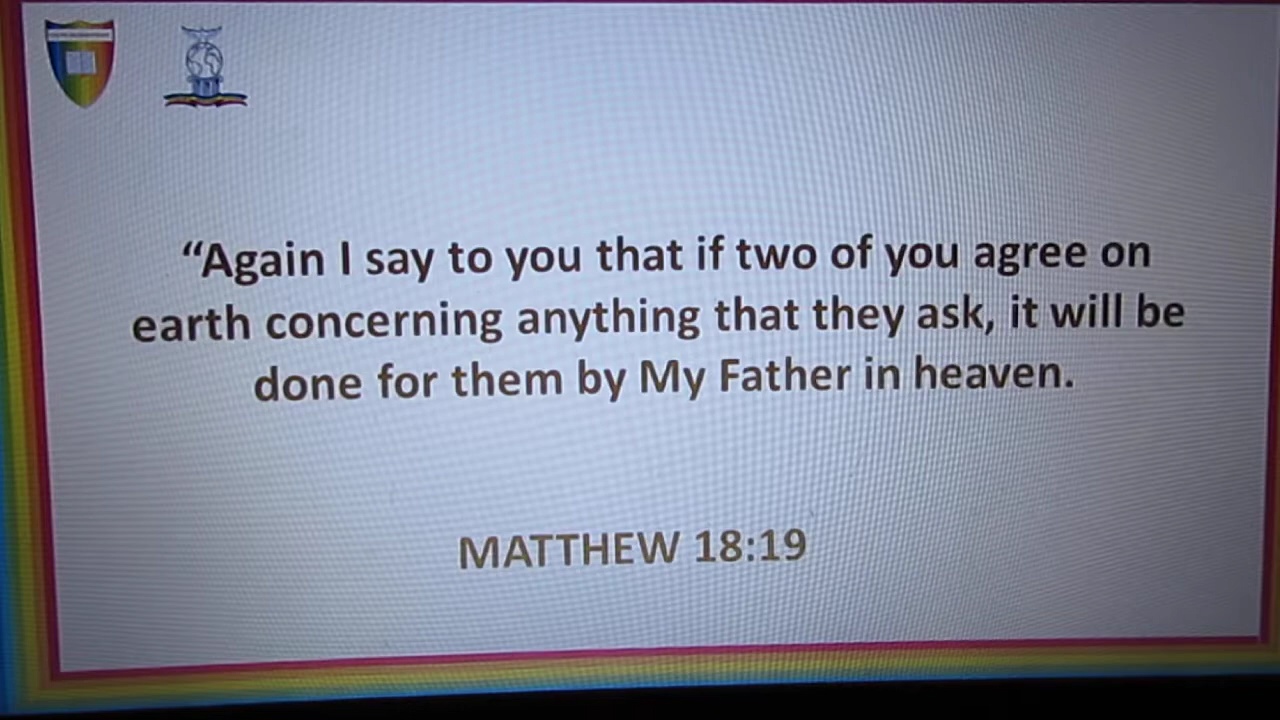 “Again I say to you that if two of you agree on
earth concerning anything that they ask, it will be
done for them by My Father in heaven.
MATTHEW 18:19